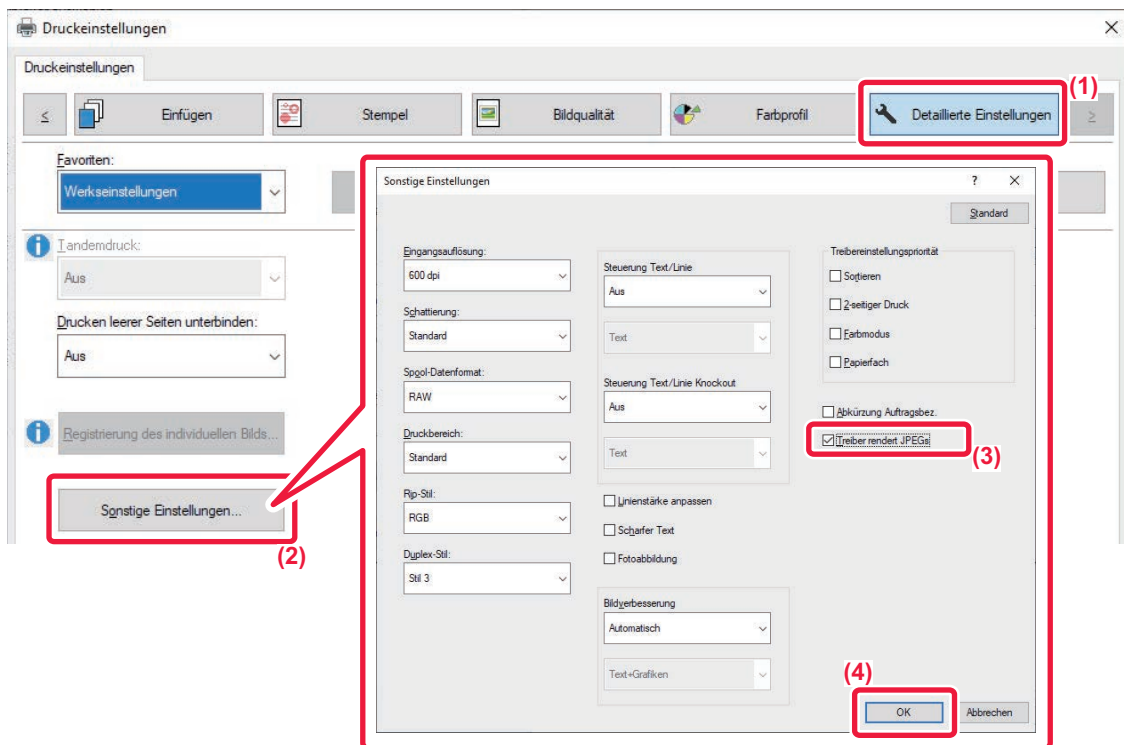 Druckeinstellungen
Druckeinstellungen
(1)
≤ Einfügen Stempel Bildqualität Farbprofil Detaillierte Einstellungen ≥
Favoriten:
Werkseinstellungen
Tandemdruck:
Aus
Drucken leerer Seiten unterbinden:
Aus
Registrierung des individuellen Bilds...
Sonstige Einstellungen...
(2)
Sonstige Einstellungen ?
Standard
Eingangsauflösung:
600 dpi
Schattierung:
Standard
Spool-Datenformat:
RAW
Druckbereich:
Standard
Rip-Stil:
RGB
Duplex-Stil:
Stil 3
Steuerung Text/Linie
Aus
Text
Steuerung Text/Linie Knockout
Aus
Text
Linienstärke anpassen
Scharfer Text
Fotoabbildung
Bildverbesserung
Automatisch
Text+Grafiken
Treibereinstellungspriorität
Sortieren
2-seitiger Druck
Farbmodus
Papierfach
Abkürzung Auftragsbez.
Treiber rendert JPEGs
(3)
(4)
OK Abbrechen